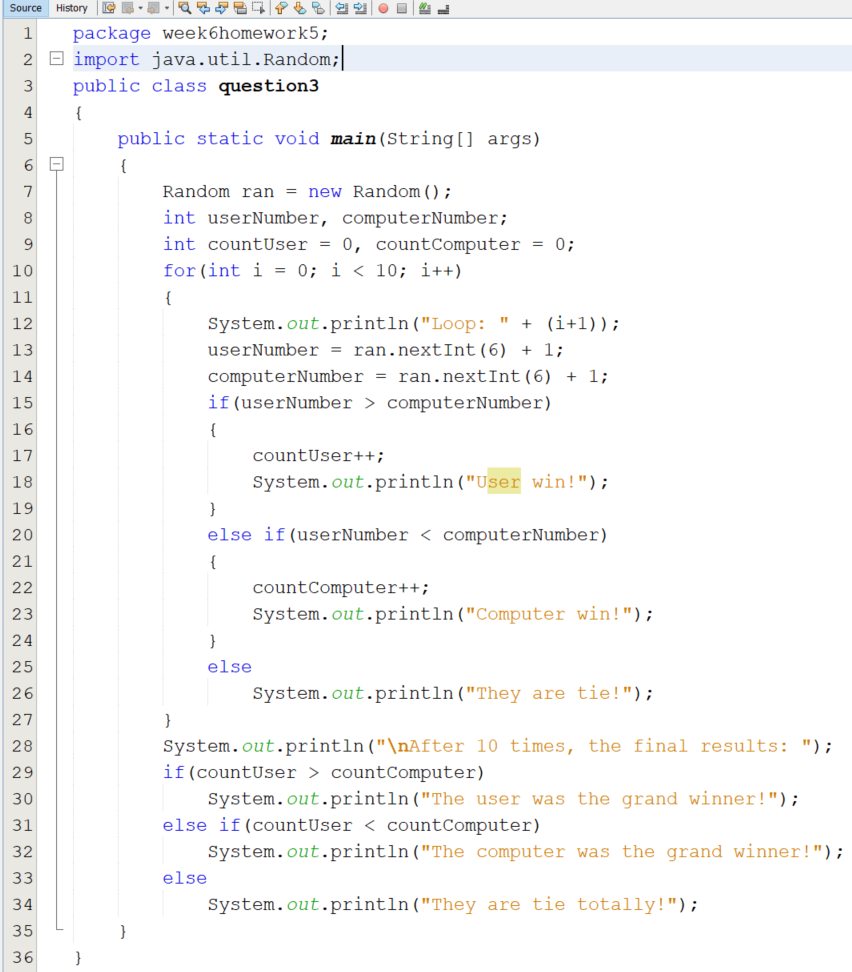 Source History
1 package week6homework5;
2 import java.util.Random;
3 public class question3
4 {
5     public static void main(String[] args)
6     {
7         Random ran = new Random();
8         int userNumber, computerNumber;
9         int countUser = 0, countComputer = 0;
10         for(int i = 0; i < 10; i++)
11         {
12             System.out.println("Loop: " + (i+1));
13             userNumber = ran.nextInt(6) + 1;
14             computerNumber = ran.nextInt(6) + 1;
15             if(userNumber > computerNumber)
16             {
17                 countUser++;
18                 System.out.println("User win!");
19             }
20             else if(userNumber < computerNumber)
21             {
22                 countComputer++;
23                 System.out.println("Computer win!");
24             }
25             else
26                 System.out.println("They are tie!");
27         }
28         System.out.println("\nAfter 10 times, the final results: ");
29         if(countUser > countComputer)
30             System.out.println("The user was the grand winner!");
31         else if(countUser < countComputer)
32             System.out.println("The computer was the grand winner!");
33         else
34             System.out.println("They are tie totally!");
35     }
36 }